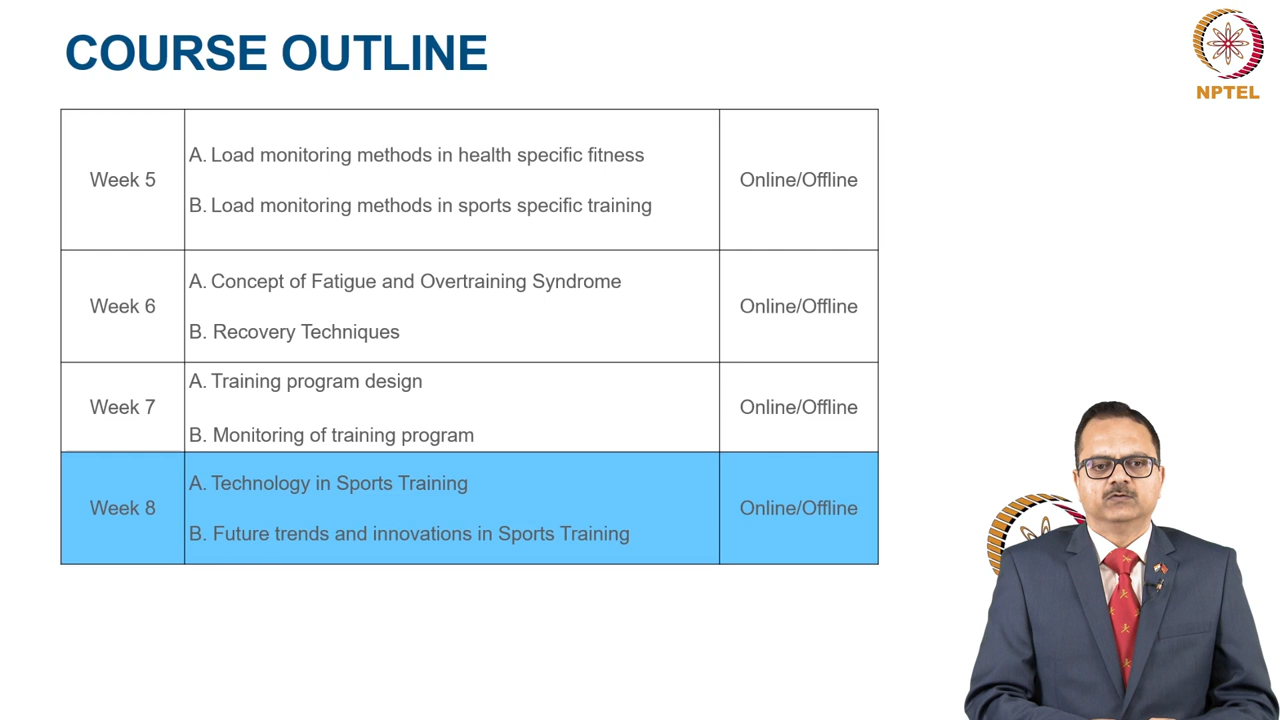 COURSE OUTLINE
NPTEL
Week 5
A. Load monitoring methods in health specific fitness
B. Load monitoring methods in sports specific training
Online/Offline
Week 6
A. Concept of Fatigue and Overtraining Syndrome
B. Recovery Techniques
Online/Offline
Week 7
A. Training program design
B. Monitoring of training program
Online/Offline
Week 8
A. Technology in Sports Training
B. Future trends and innovations in Sports Training
Online/Offline